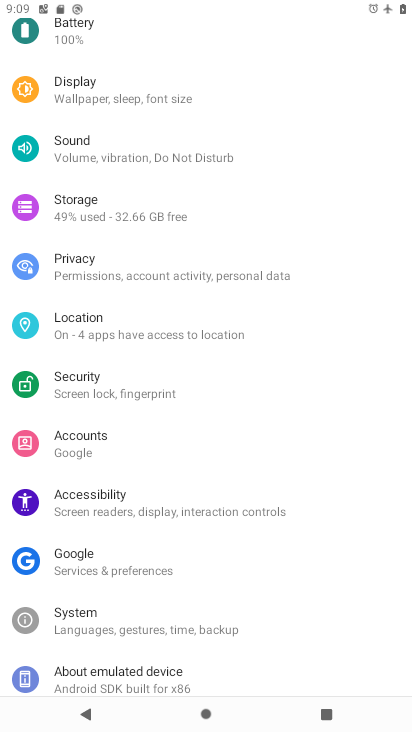 9:09
Battery
100%
Display
Wallpaper, sleep, font size
Sound
Volume, vibration, Do Not Disturb
Storage
49% used - 32.66 GB free
Privacy
Permissions, account activity, personal data
Location
On - 4 apps have access to location
Security
Screen lock, fingerprint
Accounts
Google
Accessibility
Screen readers, display, interaction controls
Google
Services & preferences
System
Languages, gestures, time, backup
About emulated device
Android SDK built for x86